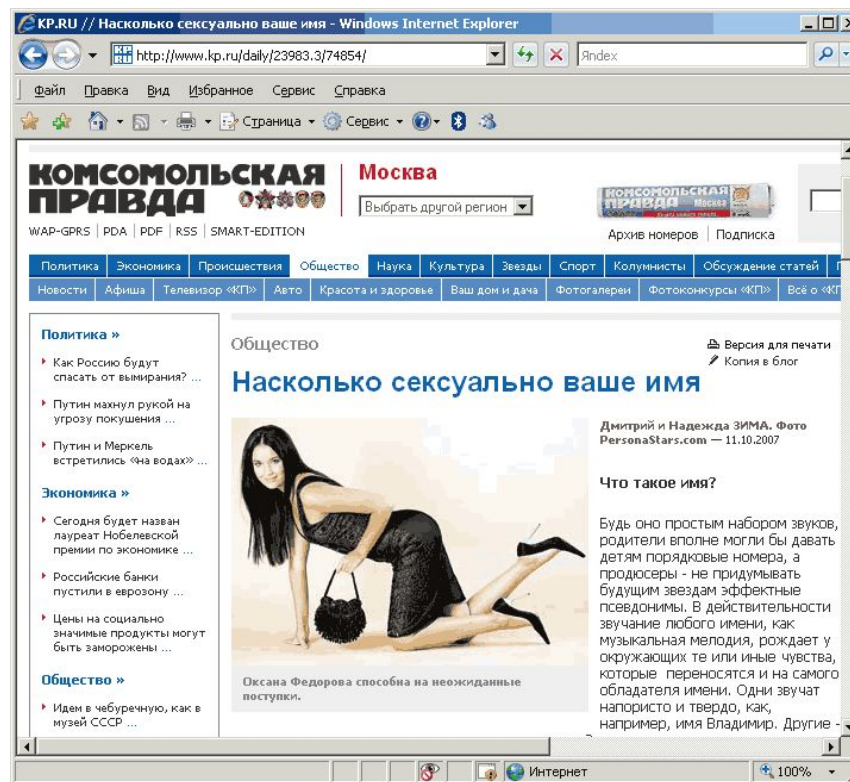 KP.RU // Насколько сексуально ваше имя - Windows Internet Explorer
http://www.kp.ru/daily/23983.3/74854/
Яndex
Файл Правка Вид Избранное Сервис Справка
Страница Сервис
КОМСОМОЛЬСКАЯ
ПРАВДА
Москва
Выбрать другой регион
WAP-GPRS | PDA | PDF | RSS | SMART-EDITION
Архив номеров | Подписка
Политика Экономика Происшествия Общество Наука Культура Звезды Спорт Колумнисты Обсуждение статей
Новости Афиша Телевизор «КП» Авто Красота и здоровье Ваш дом и дача Фотогалереи Фотоконкурсы «КП» Всё о «КП
Политика »
Как Россию будут
спасать от вымирания? ...
Путин махнул рукой на
угрозу покушения ...
Путин и Меркель
встретились «на водах» ...
Экономика »
Сегодня будет назван
лауреат Нобелевской
премии по экономике ...
Российские банки
пустили в еврозону ...
Цены на социально
значимые продукты могут
быть заморожены ...
Общество »
Идем в чебуречную, как в
музей СССР ...
Общество
Версия для печати
Копия в блог
Насколько сексуально ваше имя
Оксана Федорова способна на неожиданные
поступки.
Дмитрий и Надежда ЗИМА. Фото
PersonaStars.com — 11.10.2007
Что такое имя?
Будь оно простым набором звуков,
родители вполне могли бы давать
детям порядковые номера, а
продюсеры - не придумывать
будущим звездам эффектные
псевдонимы. В действительности
звучание любого имени, как
музыкальная мелодия, рождает у
окружающих те или иные чувства,
которые переносятся и на самого
обладателя имени. Одни звучат
напористо и твердо, как,
например, имя Владимир. Другие -
Интернет
100%